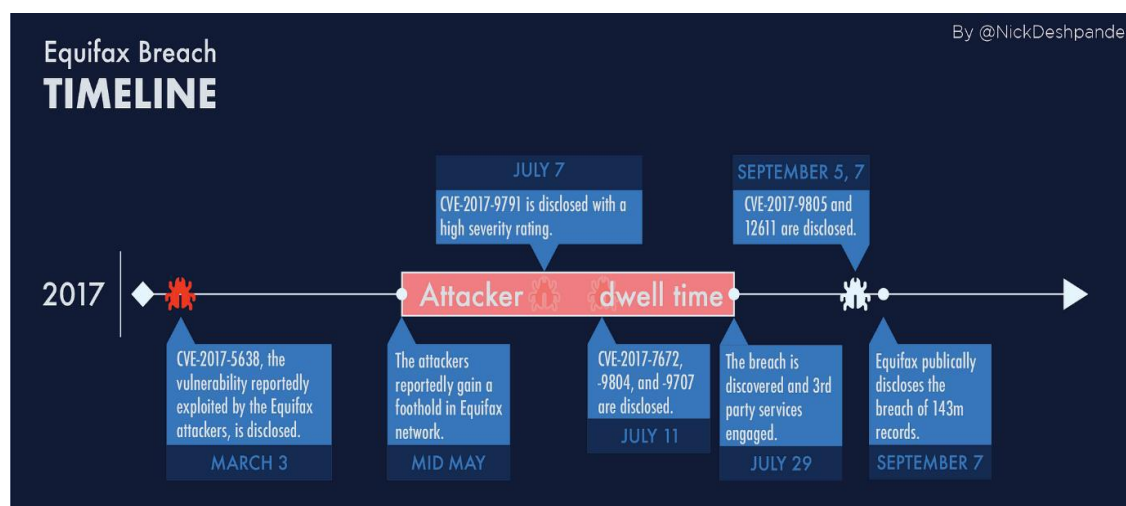 By @NickDeshpande
Equifax Breach
TIMELINE
JULY 7
CVE-2017-9791 is disclosed with a
high severity rating.
SEPTEMBER 5, 7
CVE-2017-9805 and
12611 are disclosed.
2017
Attacker dwell time
CVE-2017-5638, the
vulnerability reportedly
exploited by the Equifax
attackers, is disclosed.
MARCH 3
The attackers
reportedly gain a
foothold in Equifax
network.
MID MAY
CVE-2017-7672,
-9804, and -9707
are disclosed.
JULY 11
The breach is
discovered and 3rd
party services
engaged.
JULY 29
Equifax publically
discloses the
breach of 143m
records.
SEPTEMBER 7